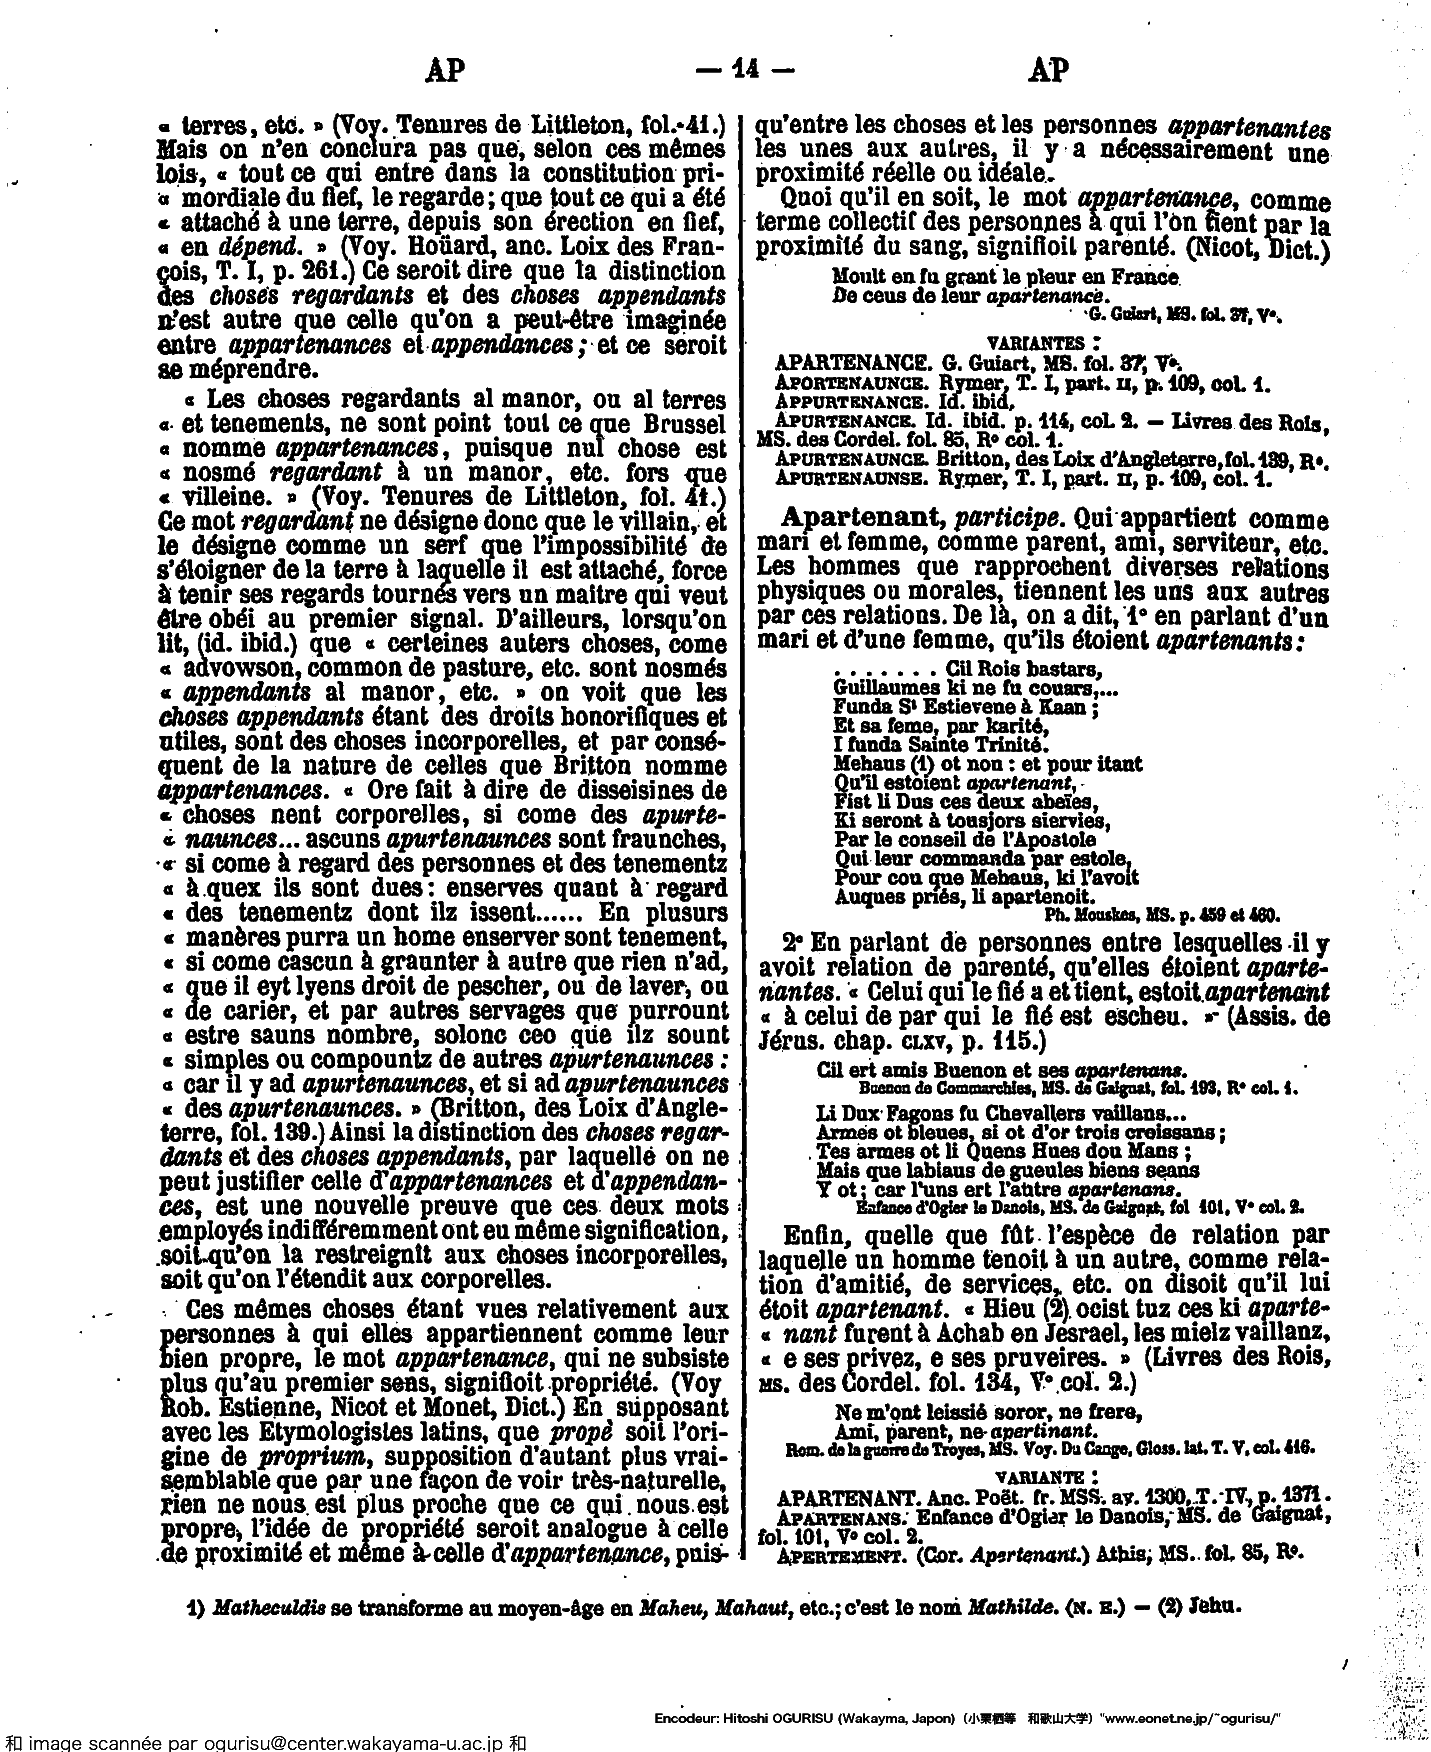 AP — 14 — AP
« terres, etc. » (Voy. Tenures de Littleton, fol. 41.)
Mais on n'en conclura pas que, selon ces mêmes
lois, « tout ce qui entre dans la constitution pri-
« mordiale du fief, le regarde; que tout ce qui a été
« attaché à une terre, depuis son érection en fief,
« en dépend. » (Voy. Hoüard, anc. Loix des Fran-
çois, T. I, p. 261.) Ce seroit dire que la distinction
des choses regardants et des choses appendants
n'est autre que celle qu'on a peut-être imaginée
entre appartenances et appendances; et ce seroit
se méprendre.
« Les choses regardants al manor, ou al terres
« et tenements, ne sont point tout ce que Brussel
« nomme appartenances, puisque nul chose est
« nosmé regardant à un manor, etc. fors que
« villeine. » (Voy. Tenures de Littleton, fol. 41.)
Ce mot regardant ne désigne donc que le villain, et
le désigne comme un serf que l'impossibilité de
s'éloigner de la terre à laquelle il est attaché, force
à tenir ses regards tournés vers un maitre qui veut
être obéi au premier signal. D'ailleurs, lorsqu'on
lit, (id. ibid.) que « certeines auters choses, come
« advowson, common de pasture, etc. sont nosmés
« appendants al manor, etc. » on voit que les
choses appendants étant des droits honorifiques et
utiles, sont des choses incorporelles, et par consé-
quent de la nature de celles que Britton nomme
appartenances. « Ore fait à dire de disseisines de
« choses nent corporelles, si come des apurte-
« naunces... ascuns apurtenaunces sont fraunches,
« si come à regard des personnes et des tenementz
« à quex ils sont dues: enserves quant à regard
« des tenementz dont ilz issent...... En plusurs
« manères purra un home enserver sont tenement,
« si come cascun à graunter à autre que rien n'ad,
« que il eyt lyens droit de pescher, ou de laver, ou
« de carier, et par autres servages que purrount
« estre sauns nombre, solonc ceo que ilz sount
« simples ou compountz de autres apurtenaunces:
« car il y ad apurtenaunces, et si ad apurtenaunces
« des apurtenaunces. » (Britton, des Loix d'Angle-
terre, fol. 139.) Ainsi la distinction des choses regar-
dants et des choses appendants, par laquelle on ne
peut justifier celle d'appartenances et d'appendan-
ces, est une nouvelle preuve que ces deux mots
employés indifféremment ont eu même signification,
soit qu'on la restreignit aux choses incorporelles,
soit qu'on l'étendit aux corporelles.
Ces mêmes choses étant vues relativement aux
personnes à qui elles appartiennent comme leur
bien propre, le mot appartenance, qui ne subsiste
plus qu'au premier sens, signifioit propriété. (Voy
Rob. Estienne, Nicot et Monet, Dict.) En supposant
avec les Etymologistes latins, que propè soit l'ori-
gine de proprium, supposition d'autant plus vrai-
semblable que par une façon de voir très-naturelle,
rien ne nous est plus proche que ce qui nous est
propre, l'idée de propriété seroit analogue à celle
de proximité et même à celle d'appartenance, puis-
qu'entre les choses et les personnes appartenantes
les unes aux autres, il y a nécessairement une
proximité réelle ou idéale.
Quoi qu'il en soit, le mot appartenance, comme
terme collectif des personnes à qui l'on tient par la
proximité du sang, signifioit parenté. (Nicot, Dict.)
Moult en fu grant le pleur en France
De ceus de leur apartenance.
G. Guiart, MS. fol. 37, V°.
VARIANTES :
APARTENANCE. G. Guiart, MS. fol. 37, V°.
APORTENAUNCE. Rymer, T. I, part. II, p. 109, col. 1.
APPURTENANCE. Id. ibid.
APURTENANCE. Id. ibid. p. 114, col. 2. — Livres des Rois,
MS. des Cordel. fol. 85, R° col. 1.
APURTENAUNCE. Britton, des Loix d'Angleterre, fol. 139, R°.
APURTENAUNSE. Rymer, T. I, part. II, p. 109, col. 1.
Apartenant, participe. Qui appartient comme
mari et femme, comme parent, ami, serviteur, etc.
Les hommes que rapprochent diverses relations
physiques ou morales, tiennent les uns aux autres
par ces relations. De là, on a dit, 1° en parlant d'un
mari et d'une femme, qu'ils étoient apartenants:
. . . . . . . Cil Rois bastars,
Guillaumes ki ne fu couars,...
Funda St Estievene à Kaan;
Et sa feme, par karité,
I funda Sainte Trinité.
Mehaus (1) ot non: et pour itant
Qu'il estoient apartenant,
Fist li Dus ces deux abeïes,
Ki seront à tousjors siervies,
Par le conseil de l'Apostole
Qui leur commanda par estole,
Pour cou que Mehaus, ki l'avoit
Auques priés, li apartenoit.
Ph. Mouskes, MS. p. 459 et 460.
2° En parlant de personnes entre lesquelles il y
avoit relation de parenté, qu'elles étoient aparte-
nantes. « Celui qui le fié a et tient, estoit apartenant
« à celui de par qui le fié est escheu. » (Assis. de
Jérus. chap. CLXV, p. 115.)
Cil ert amis Buenon et ses apartenans.
Buenon de Commarchies, MS. de Gaignat, fol. 193, R° col. 1.
Li Dux Fagons fu Chevallers vaillans...
Armes ot bleues, si ot d'or trois croissans;
Tes armes ot li Quens Hues dou Mans;
Mais que labiaus de gueules biens seans
Y ot; car l'uns ert l'autre apartenans.
Enfance d'Ogier le Danois, MS. de Gaignat, fol 101, V° col. 2.
Enfin, quelle que fût l'espèce de relation par
laquelle un homme tenoit à un autre, comme rela-
tion d'amitié, de services, etc. on disoit qu'il lui
étoit apartenant. « Hieu (2) ocist tuz ces ki aparte-
« nant furent à Achab en Jesrael, les mielz vaillanz,
« e ses privez, e ses pruveires. » (Livres des Rois,
MS. des Cordel. fol. 134, V° col. 2.)
Ne m'ont leissié soror, ne frere,
Ami, parent, ne apertinant.
Rom. de la guerre de Troyes, MS. Voy. Du Cange, Gloss. lat. T. V, col. 416.
VARIANTE :
APARTENANT. Anc. Poët. fr. MSS. av. 1300, T. IV, p. 1371.
APARTENANS. Enfance d'Ogier le Danois, MS. de Gaignat,
fol. 101, V° col. 2.
APERTEMENT. (Cor. Apertenant.) Athis, MS. fol. 85, R°.
1) Matheculdis se transforme au moyen-âge en Maheu, Mahaut, etc.; c'est le nom Mathilde. (N. E.) — (2) Jehu.
Encodeur: Hitoshi OGURISU (Wakayma, Japon) (小栗栖等 和歌山大学) "www.eonet.ne.jp/~ogurisu/"
和 image scannée par ogurisu@center.wakayama-u.ac.jp 和